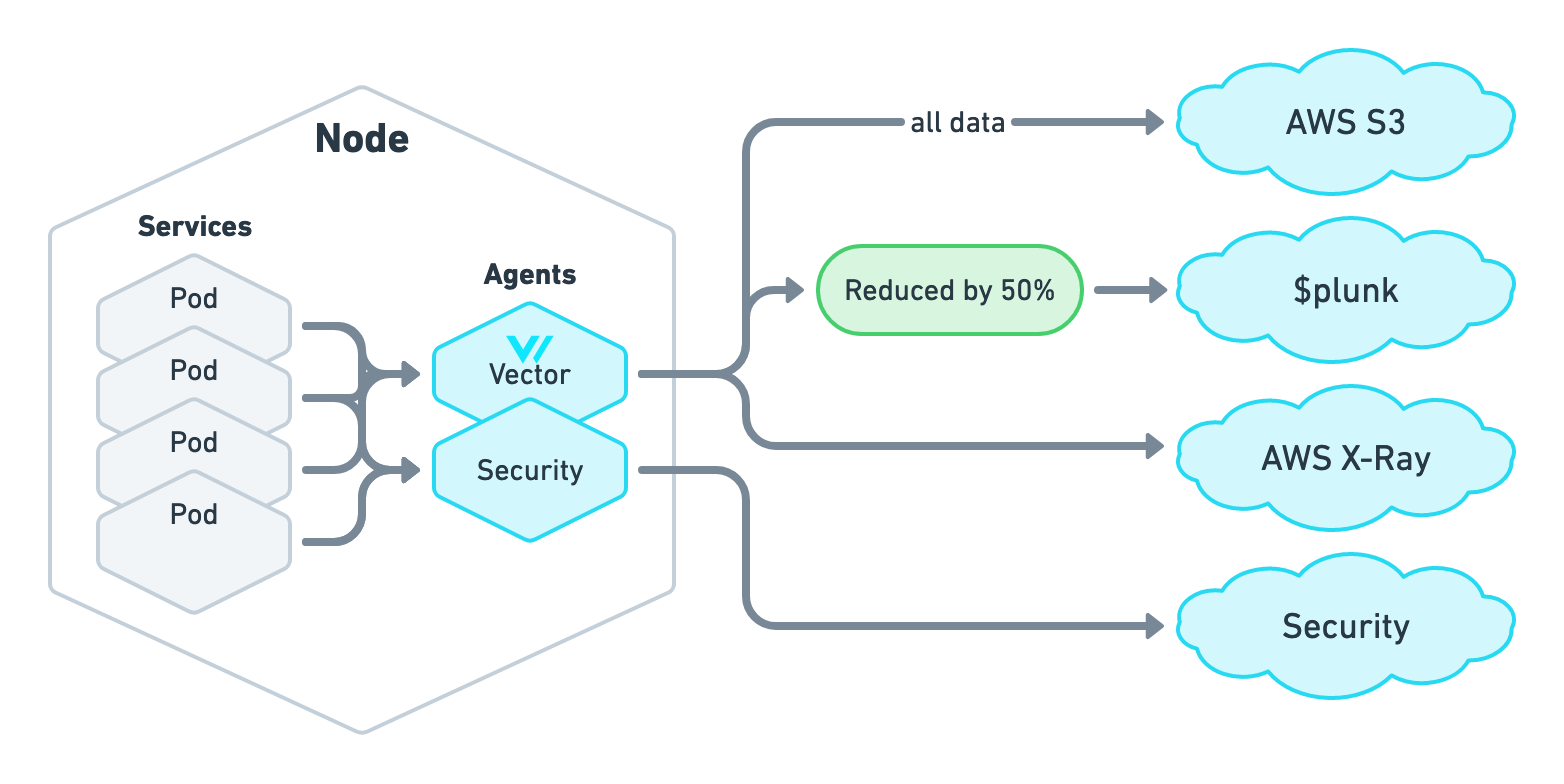 Node
Services
Pod
Pod
Pod
Pod
Agents
Vector
Security
all data
Reduced by 50%
AWS S3
$plunk
AWS X-Ray
Security